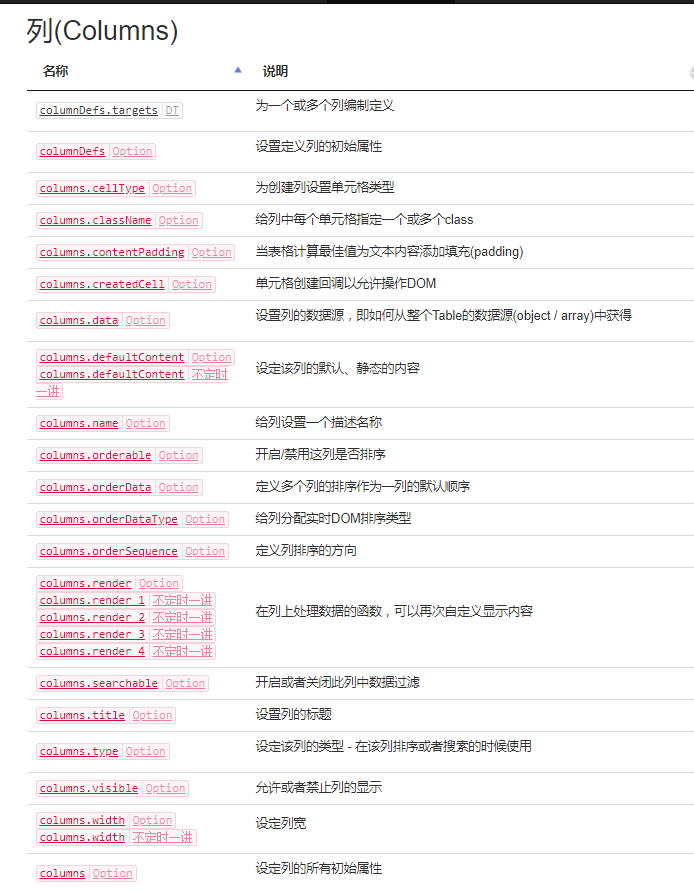 列(Columns)
名称 说明
columnDefs.targets DT 为一个或多个列编制定义
columnDefs Option 设置定义列的初始属性
columns.cellType Option 为创建列设置单元格类型
columns.className Option 给列中每个单元格指定一个或多个class
columns.contentPadding Option 当表格计算最佳值为文本内容添加填充(padding)
columns.createdCell Option 单元格创建回调以允许操作DOM
columns.data Option 设置列的数据源，即如何从整个Table的数据源(object / array)中获得
columns.defaultContent Option
columns.defaultContent 不定时
一讲
设定该列的默认、静态的内容
columns.name Option 给列设置一个描述名称
columns.orderable Option 开启/禁用这列是否排序
columns.orderData Option 定义多个列的排序作为一列的默认顺序
columns.orderDataType Option 给列分配实时DOM排序类型
columns.orderSequence Option 定义列排序的方向
columns.render Option
columns.render 1 不定时一讲
columns.render 2 不定时一讲
columns.render 3 不定时一讲
columns.render 4 不定时一讲
在列上处理数据的函数，可以再次自定义显示内容
columns.searchable Option 开启或者关闭此列中数据过滤
columns.title Option 设置列的标题
columns.type Option 设定该列的类型 - 在该列排序或者搜索的时候使用
columns.visible Option 允许或者禁止列的显示
columns.width Option
columns.width 不定时一讲
设定列宽
columns Option 设定列的所有初始属性